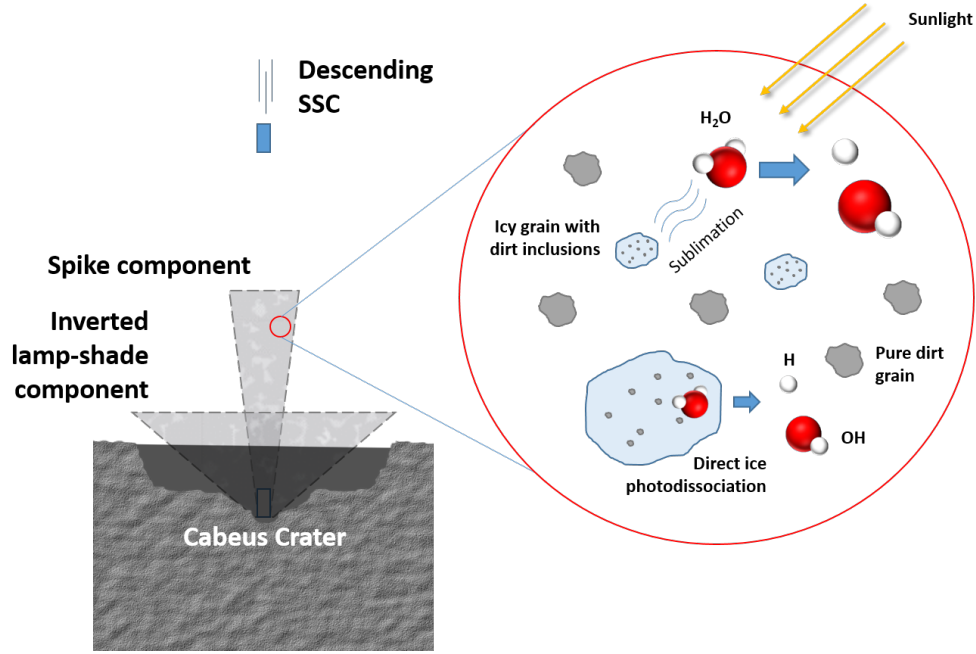 Sunlight
Descending
SSC
H₂O
Icy grain with
dirt inclusions
Sublimation
Spike component
Inverted
lamp-shade
component
H
Pure dirt
grain
OH
Direct ice
photodissociation
Cabeus Crater